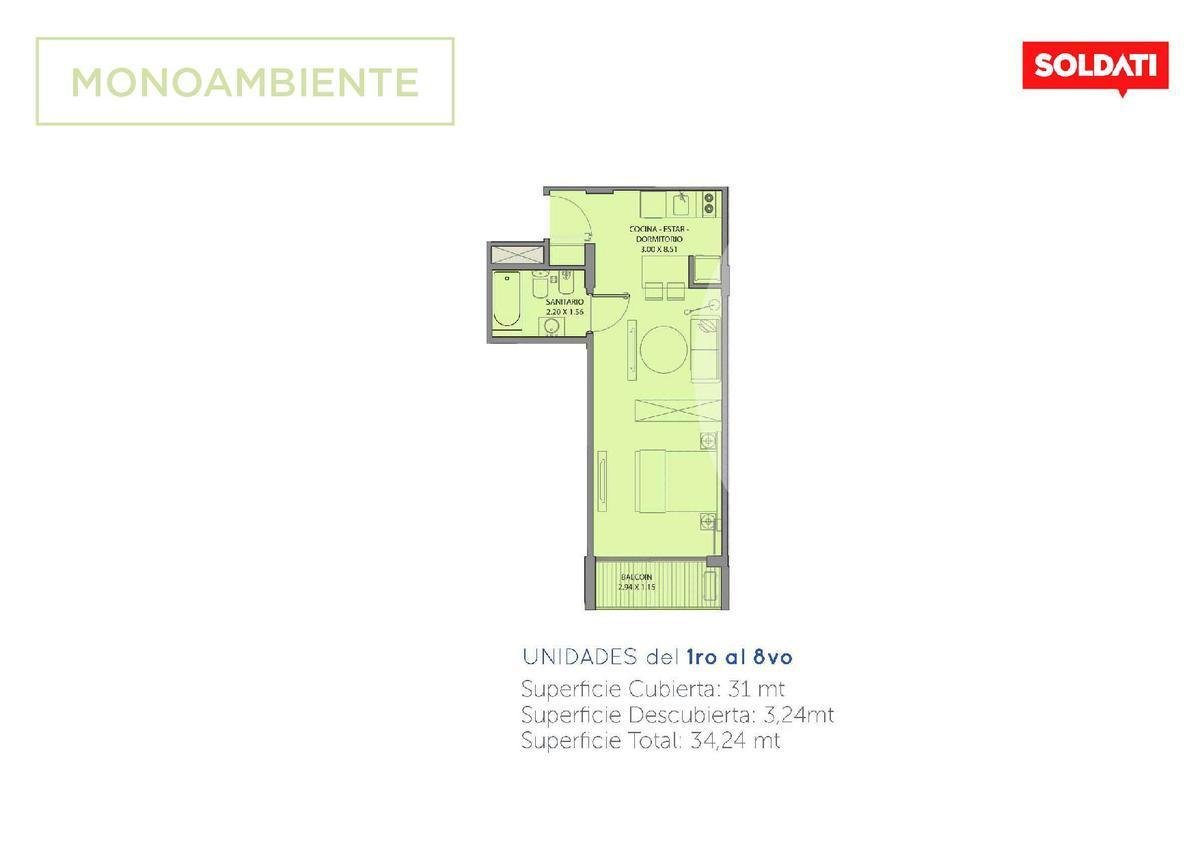 MONOAMBIENTE
SOLDATI
COCINA - ESTAR -
DORMITORIO
3.00 X 8.51
SANITARIO
2.20 X 1.56
BALCOIN
2.94 X 1.15
UNIDADES del 1ro al 8vo
Superficie Cubierta: 31 mt
Superficie Descubierta: 3,24mt
Superficie Total: 34,24 mt